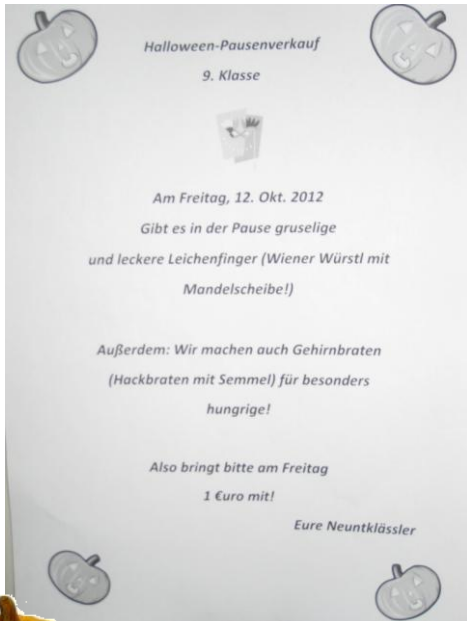 Halloween-Pausenverkauf
9. Klasse
Am Freitag, 12. Okt. 2012
Gibt es in der Pause gruselige
und leckere Leichenfinger (Wiener Würstl mit
Mandelscheibe!)
Außerdem: Wir machen auch Gehirnbraten
(Hackbraten mit Semmel) für besonders
hungrige!
Also bringt bitte am Freitag
1 €uro mit!
Eure Neuntklässler